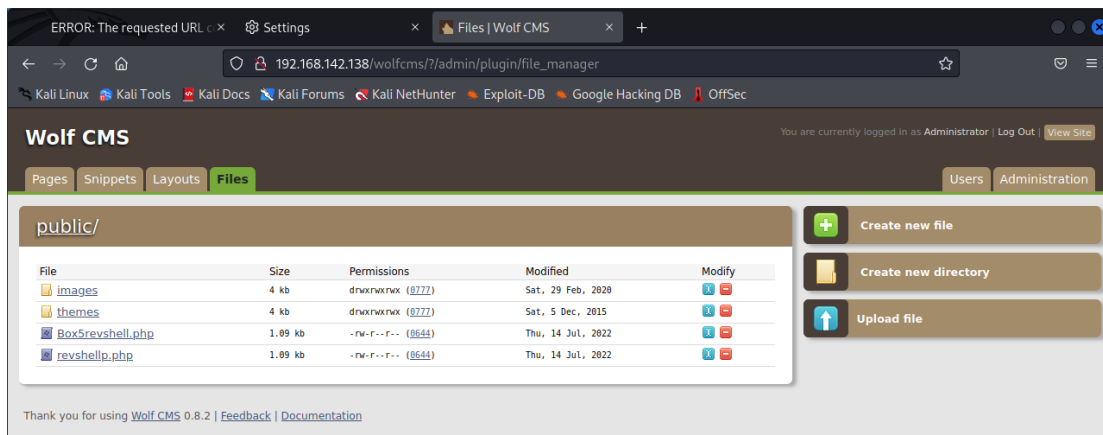 ERROR: The requested URL c
Settings
Files | Wolf CMS
192.168.142.138/wolfcms/?/admin/plugin/file_manager
Kali Linux Kali Tools Kali Docs Kali Forums Kali NetHunter Exploit-DB Google Hacking DB OffSec
Wolf CMS
You are currently logged in as Administrator | Log Out | View Site
Pages Snippets Layouts Files Users Administration
public/
File Size Permissions Modified Modify
images 4 kb drwxrwxrwx (0777) Sat, 29 Feb, 2020
themes 4 kb drwxrwxrwx (0777) Sat, 5 Dec, 2015
Box5revshell.php 1.09 kb -rw-r--r-- (0644) Thu, 14 Jul, 2022
revshellp.php 1.09 kb -rw-r--r-- (0644) Thu, 14 Jul, 2022
Create new file
Create new directory
Upload file
Thank you for using Wolf CMS 0.8.2 | Feedback | Documentation